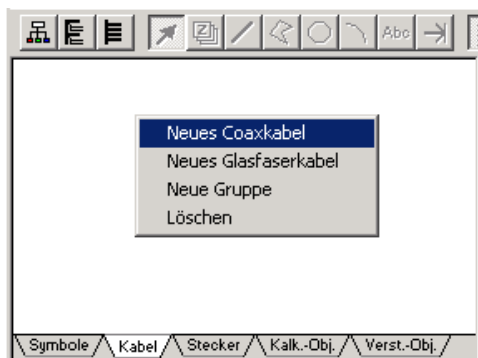 Z Abc
Neues Coaxkabel
Neues Glasfaserkabel
Neue Gruppe
Löschen
Symbole Kabel Stecker Kalk.-Obj. Verst.-Obj.